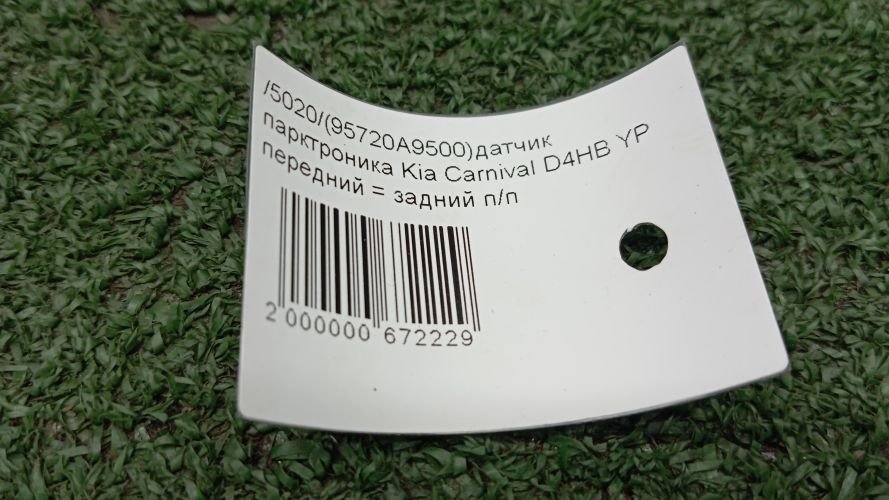 /5020/(95720A9500)датчик
парктроника Kia Carnival D4HB YP
передний = задний п/п
2 000000 672229